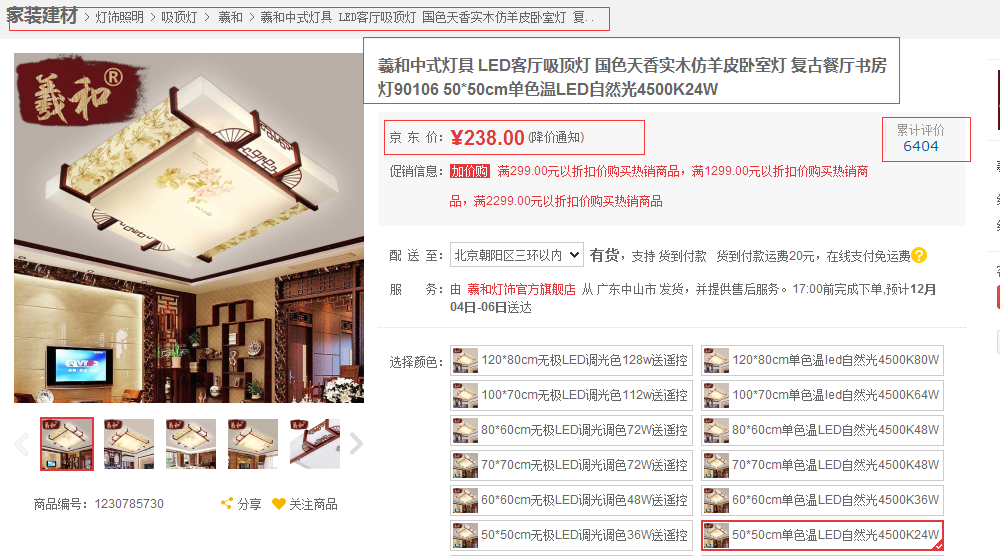 家装建材 > 灯饰照明 > 吸顶灯 > 羲和 > 羲和中式灯具 LED客厅吸顶灯 国色天香实木仿羊皮卧室灯 复..
羲和®
羲和中式灯具 LED客厅吸顶灯 国色天香实木仿羊皮卧室灯 复古餐厅书房
灯90106 50*50cm单色温LED自然光4500K24W
京 东 价： ¥238.00 (降价通知)
累计评价
6404
促销信息： 加价购 满299.00元以折扣价购买热销商品，满1299.00元以折扣价购买热销商
品，满2299.00元以折扣价购买热销商品
配 送 至： 北京朝阳区三环以内 有货，支持 货到付款 货到付款运费20元，在线支付免运费 ?
服 务： 由 羲和灯饰官方旗舰店 从 广东中山市 发货，并提供售后服务。17:00前完成下单,预计12月
04日-06日送达
选择颜色：
120*80cm无极LED调光色128w送遥控
120*80cm单色温led自然光4500K80W
100*70cm无极LED调光色112w送遥控
100*70cm单色温led自然光4500K64W
80*60cm无极LED调光调色72W送遥控
80*60cm单色温LED自然光4500K48W
70*70cm无极LED调光调色72W送遥控
70*70cm单色温LED自然光4500K48W
60*60cm无极LED调光调色48W送遥控
60*60cm单色温LED自然光4500K36W
50*50cm无极LED调光调色36W送遥控
50*50cm单色温LED自然光4500K24W
羲和
羲和
羲和
羲和
羲和
商品编号：1230785730
分享
关注商品